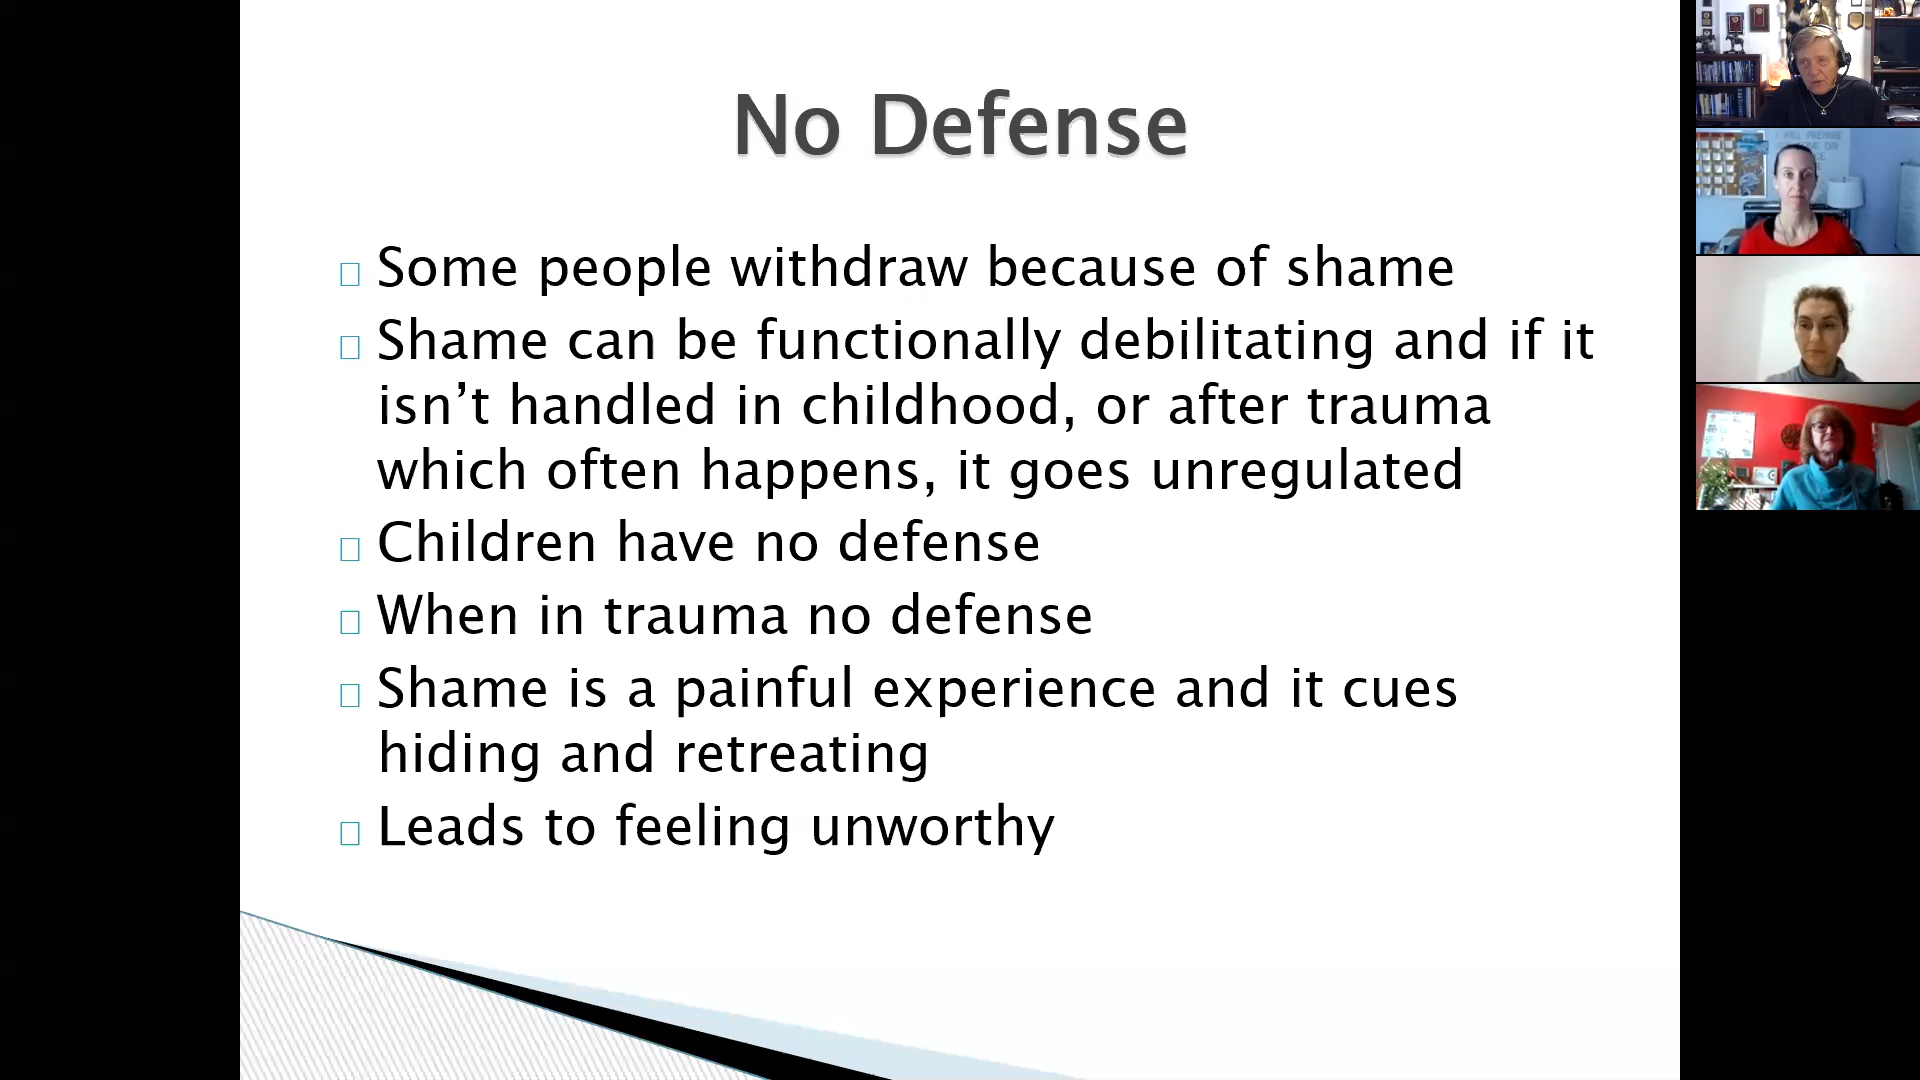 No Defense
Some people withdraw because of shame
Shame can be functionally debilitating and if it
isn’t handled in childhood, or after trauma
which often happens, it goes unregulated
Children have no defense
When in trauma no defense
Shame is a painful experience and it cues
hiding and retreating
Leads to feeling unworthy
I WILL PREPARE